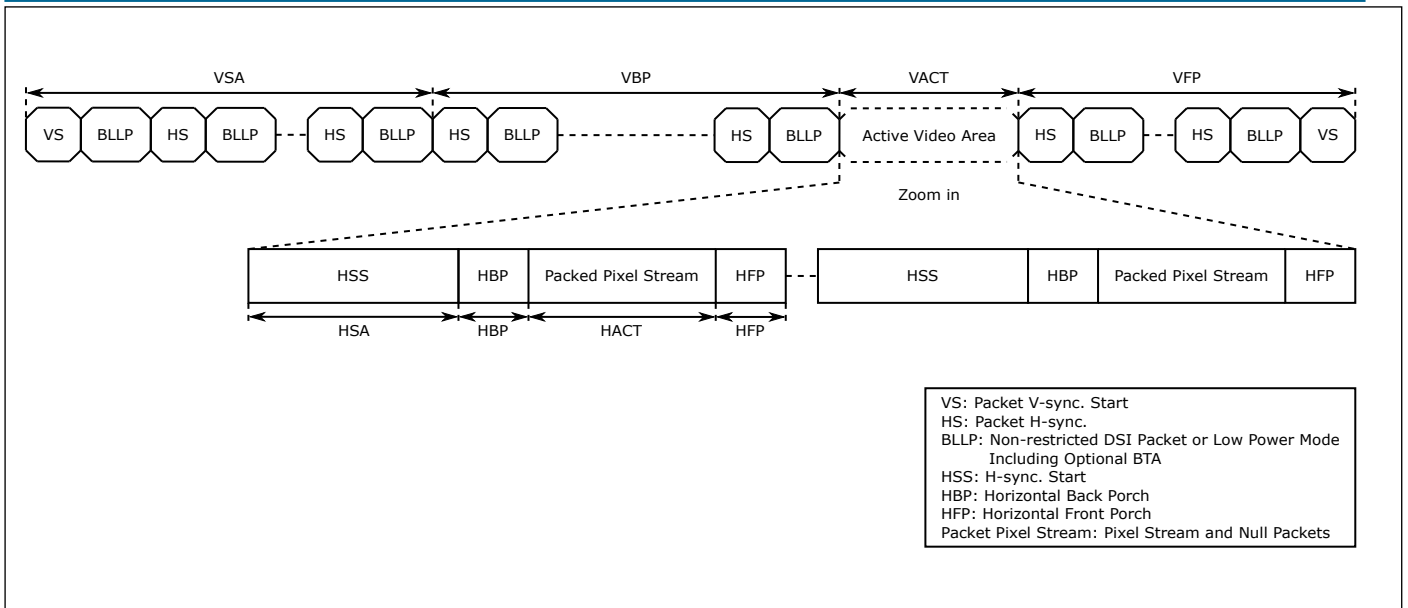 VSA
VBP
VACT
VFP
VS BLLP HS BLLP HS BLLP HS BLLP HS BLLP Active Video Area HS BLLP HS BLLP VS
Zoom in
HSS HBP Packed Pixel Stream HFP HSS HBP Packed Pixel Stream HFP
HSA HBP HACT HFP
VS: Packet V-sync. Start
HS: Packet H-sync.
BLLP: Non-restricted DSI Packet or Low Power Mode
Including Optional BTA
HSS: H-sync. Start
HBP: Horizontal Back Porch
HFP: Horizontal Front Porch
Packet Pixel Stream: Pixel Stream and Null Packets